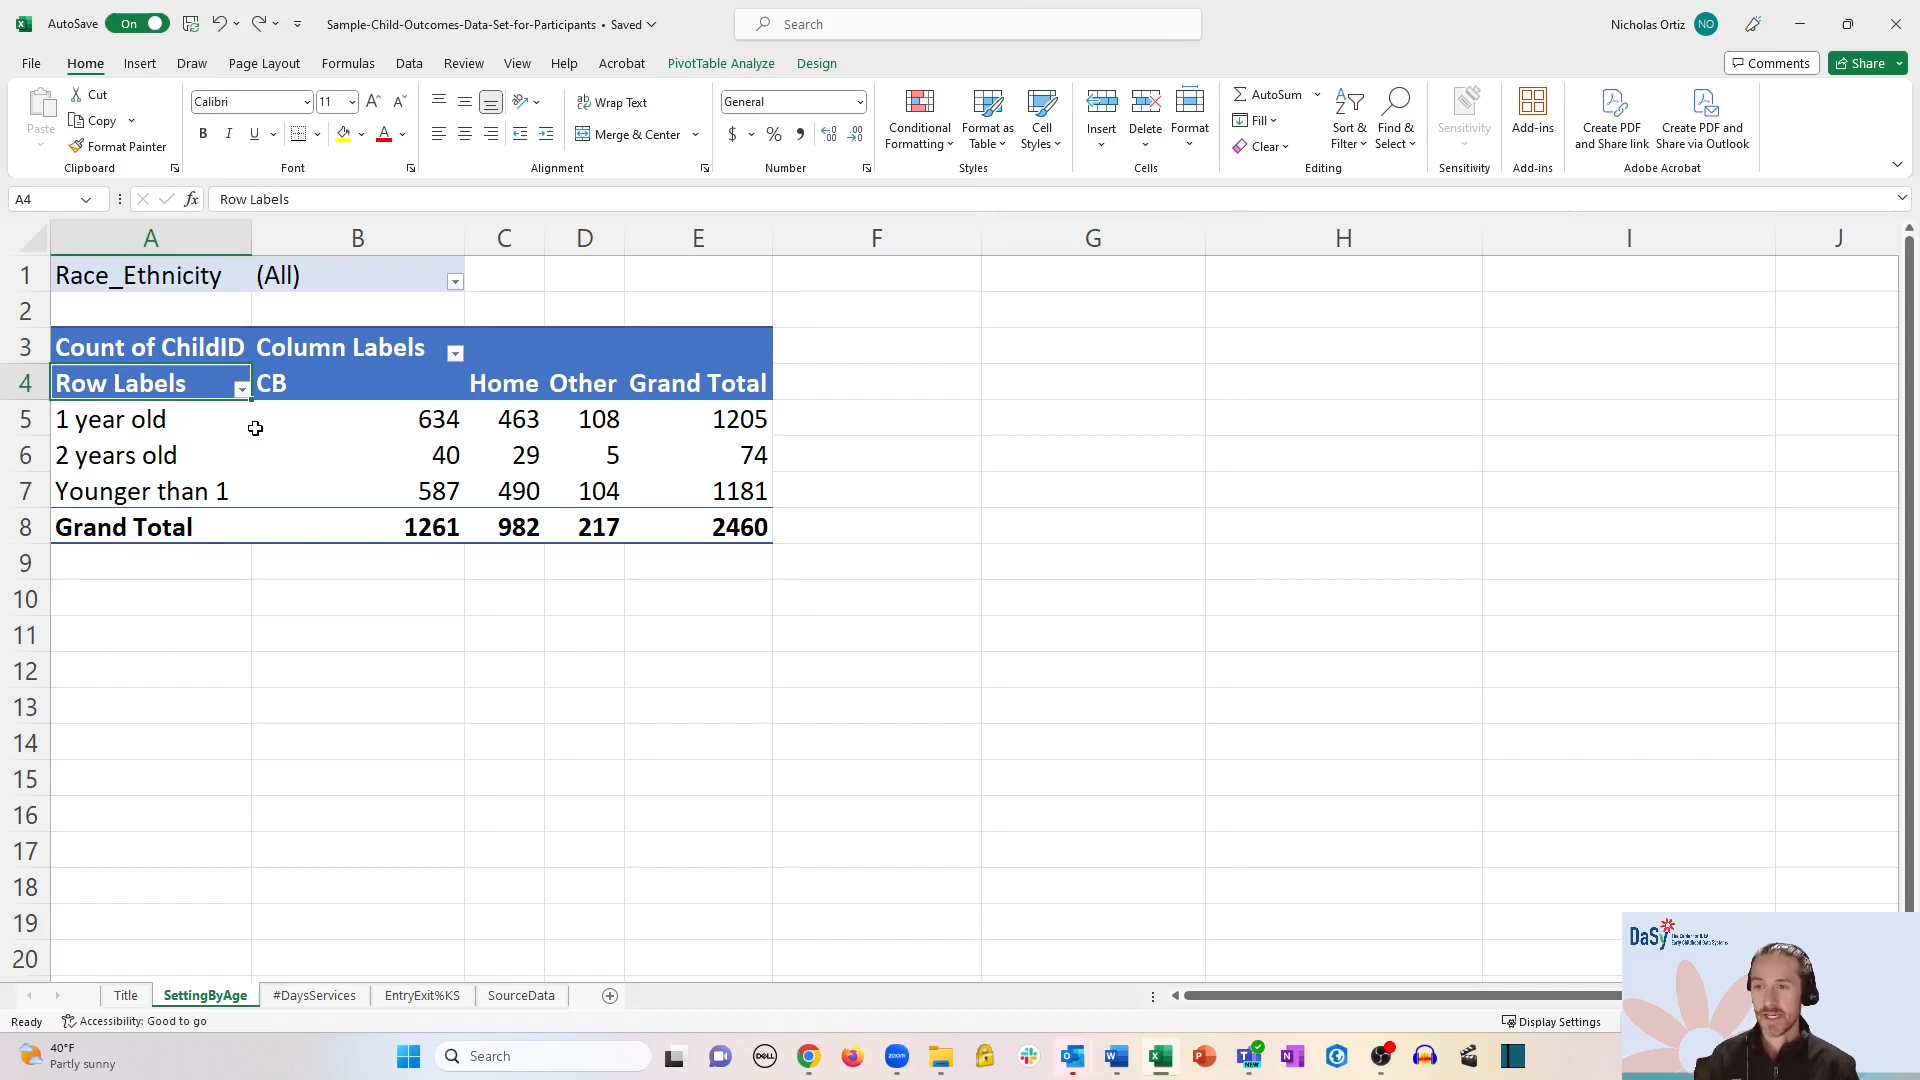 AutoSave On Sample-Child-Outcomes-Data-Set-for-Participants • Saved Search Nicholas Ortiz NO
File Home Insert Draw Page Layout Formulas Data Review View Help Acrobat PivotTable Analyze Design Comments Share
Paste Cut Copy Format Painter Clipboard
Calibri 11 B I U A Font
ab Wrap Text Merge & Center Alignment
General $ % Number
Conditional Formatting Format as Table Cell Styles Styles
Insert Delete Format Cells
AutoSum Fill Clear Sort & Filter Find & Select Editing
Sensitivity Sensitivity
Add-ins Add-ins
Create PDF and Share link Create PDF and Share via Outlook Adobe Acrobat
A4 fx Row Labels
A B C D E F G H I J
1 Race_Ethnicity (All)
2
3 Count of ChildID Column Labels
4 Row Labels CB Home Other Grand Total
5 1 year old 634 463 108 1205
6 2 years old 40 29 5 74
7 Younger than 1 587 490 104 1181
8 Grand Total 1261 982 217 2460
9
10
11
12
13
14
15
16
17
18
19
20
DaSy
Title SettingByAge #DaysServices EntryExit%KS SourceData
Ready Accessibility: Good to go Display Settings
40°F
Partly sunny
Search DELL zoom NEW